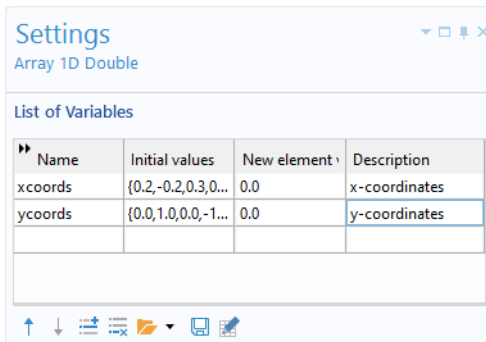 Settings
Array 1D Double
List of Variables
Name Initial values New element v Description
xcoords {0.2,-0.2,0.3,0... 0.0 x-coordinates
ycoords {0.0,1.0,0.0,-1... 0.0 y-coordinates